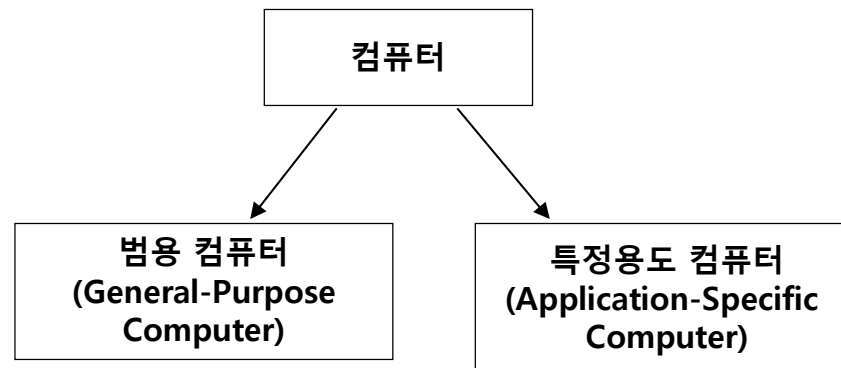 컴퓨터
범용 컴퓨터
(General-Purpose
Computer)
특정용도 컴퓨터
(Application-Specific
Computer)